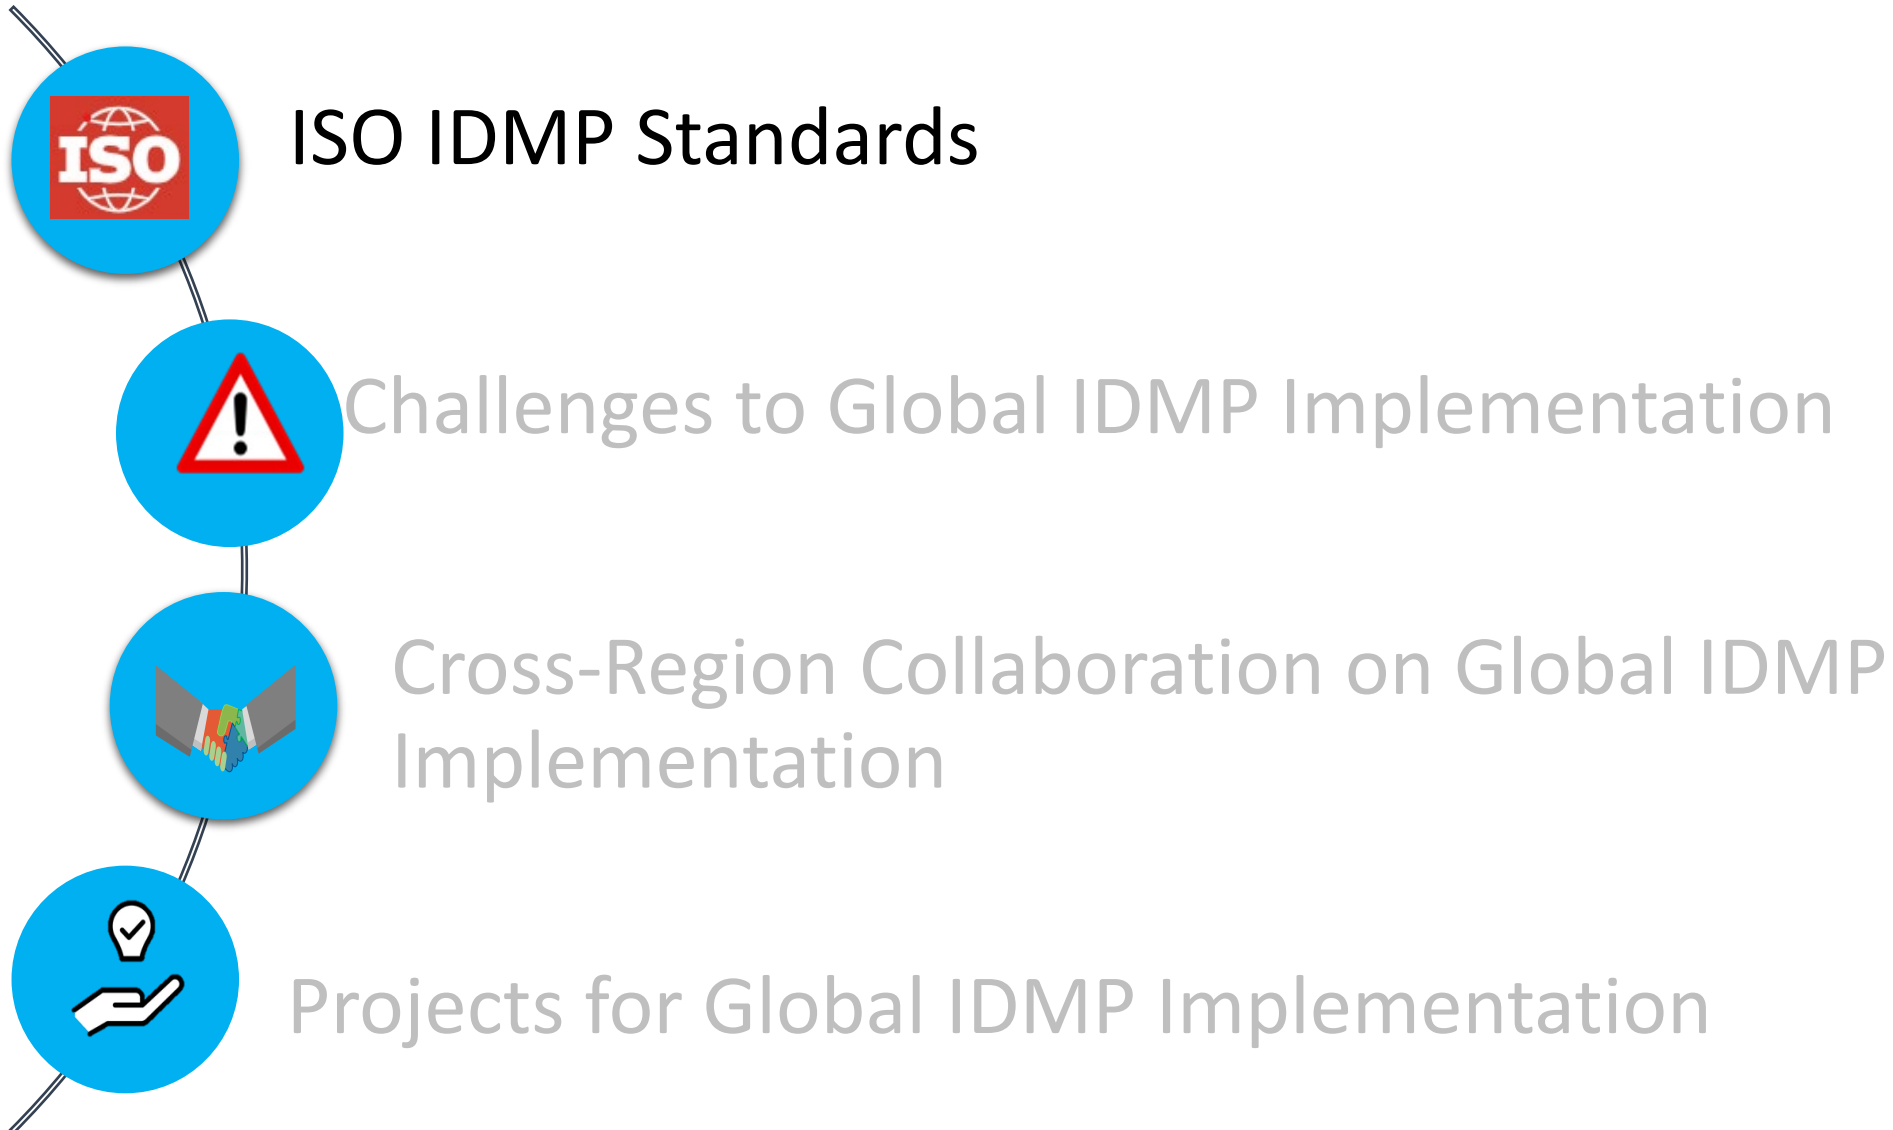 ISO
ISO IDMP Standards
Challenges to Global IDMP Implementation
Cross-Region Collaboration on Global IDMP
Implementation
Projects for Global IDMP Implementation